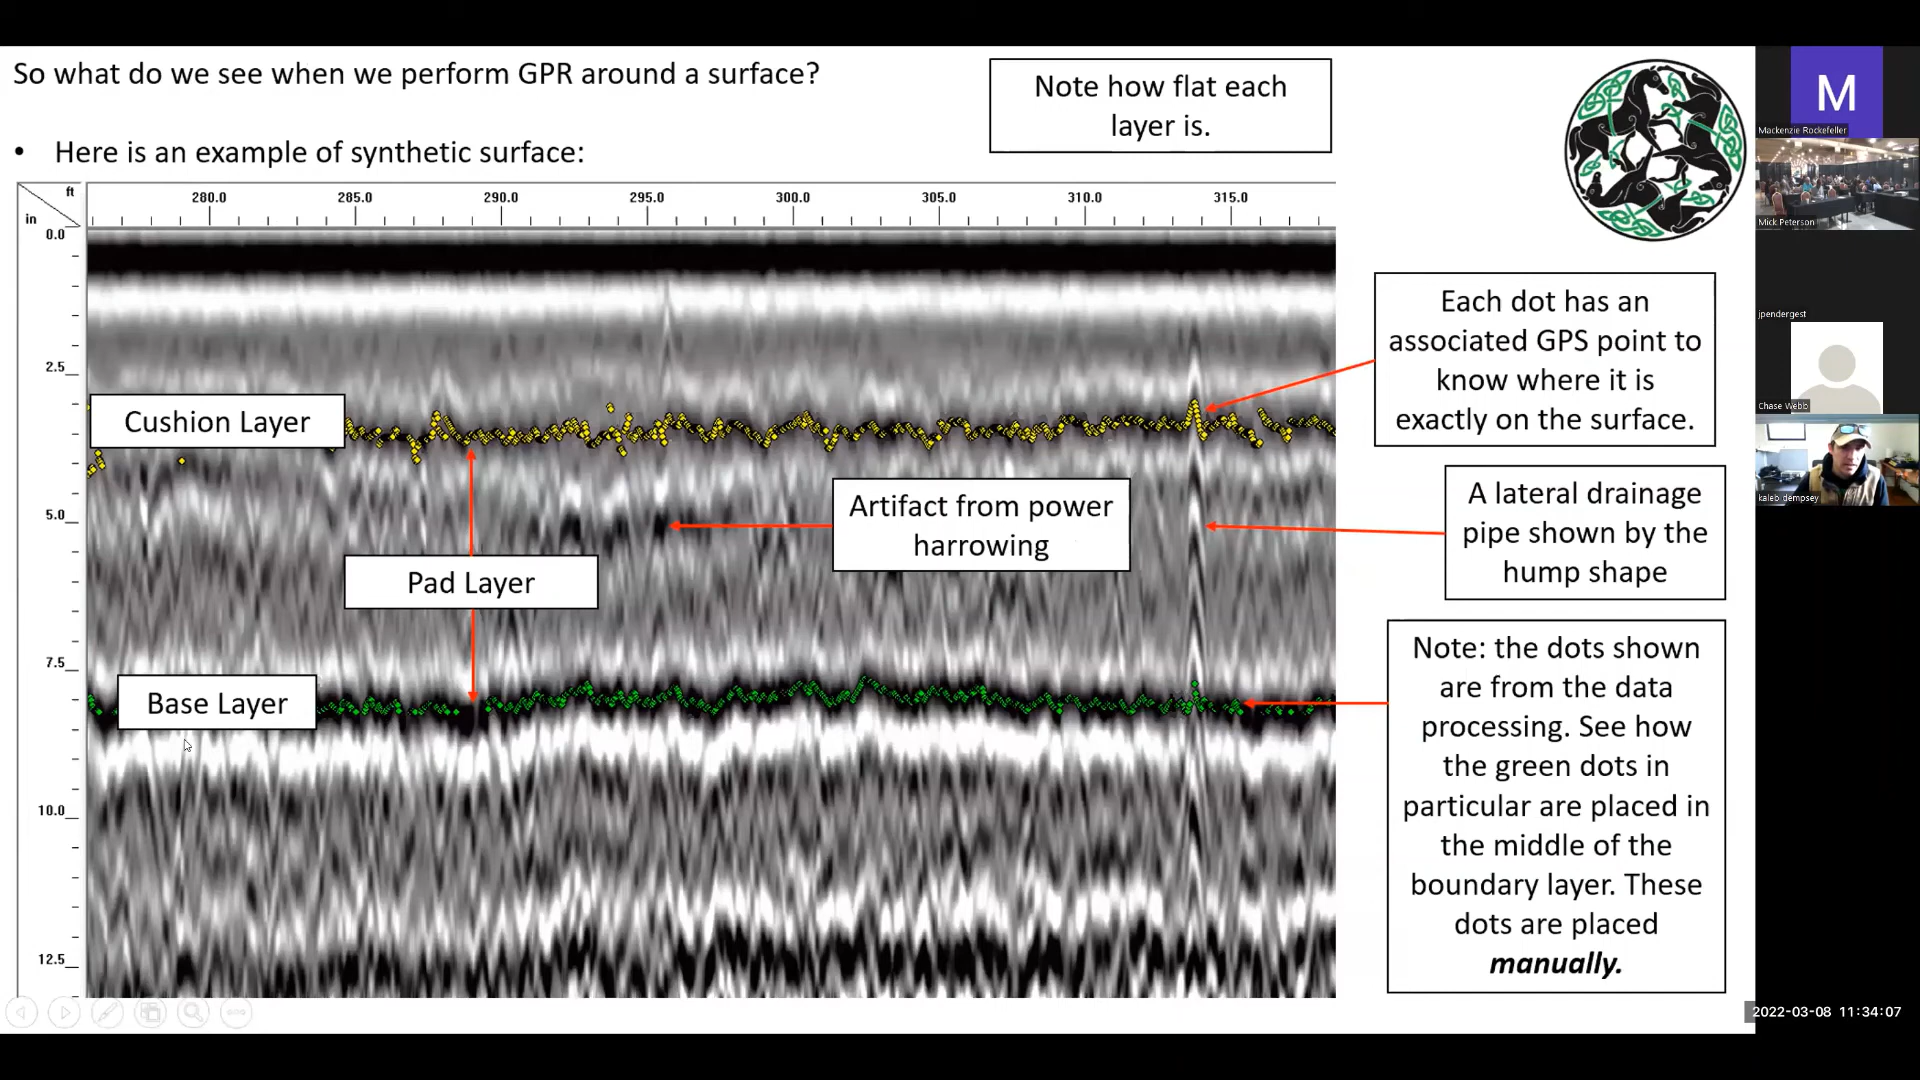 So what do we see when we perform GPR around a surface?
• Here is an example of synthetic surface:
Note how flat each
layer is.
ft
in
280.0
285.0
290.0
295.0
300.0
305.0
310.0
315.0
0.0
2.5
5.0
7.5
10.0
12.5
Cushion Layer
Pad Layer
Base Layer
Artifact from power
harrowing
Each dot has an
associated GPS point to
know where it is
exactly on the surface.
A lateral drainage
pipe shown by the
hump shape
Note: the dots shown
are from the data
processing. See how
the green dots in
particular are placed in
the middle of the
boundary layer. These
dots are placed
manually.
M
Mackenzie Rockefeller
Mick Peterson
jpendergest
Chase Webb
kaleb dempsey
2022-03-08 11:34:07